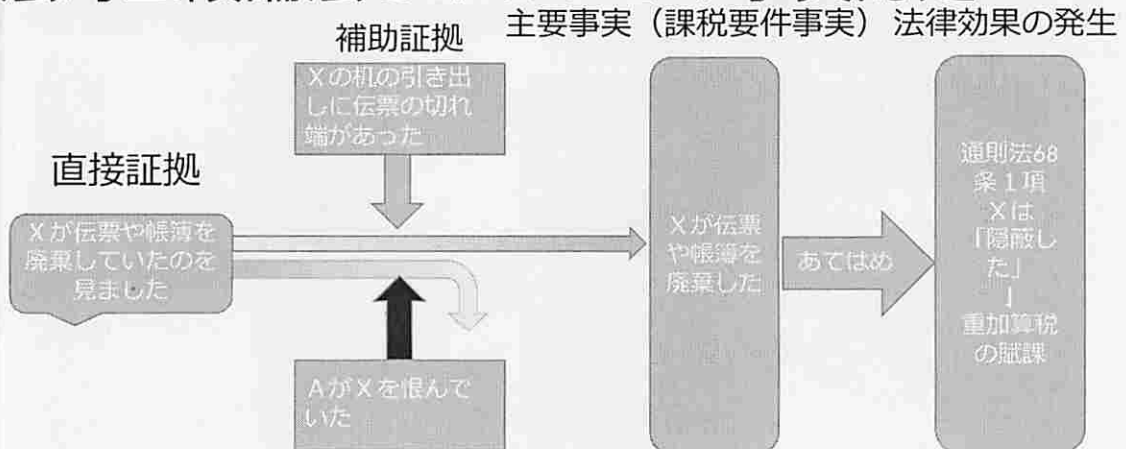 補助証拠
主要事実（課税要件事実）法律効果の発生
Xの机の引き出
しに伝票の切れ
端があった
直接証拠
Xが伝票や帳簿を
廃棄していたのを
見ました
Xが伝票
や帳簿を
廃棄した
あてはめ
通則法68
条１項
Xは
「隠蔽し
た」
」
重加算税
の賦課
AがXを恨んで
いた